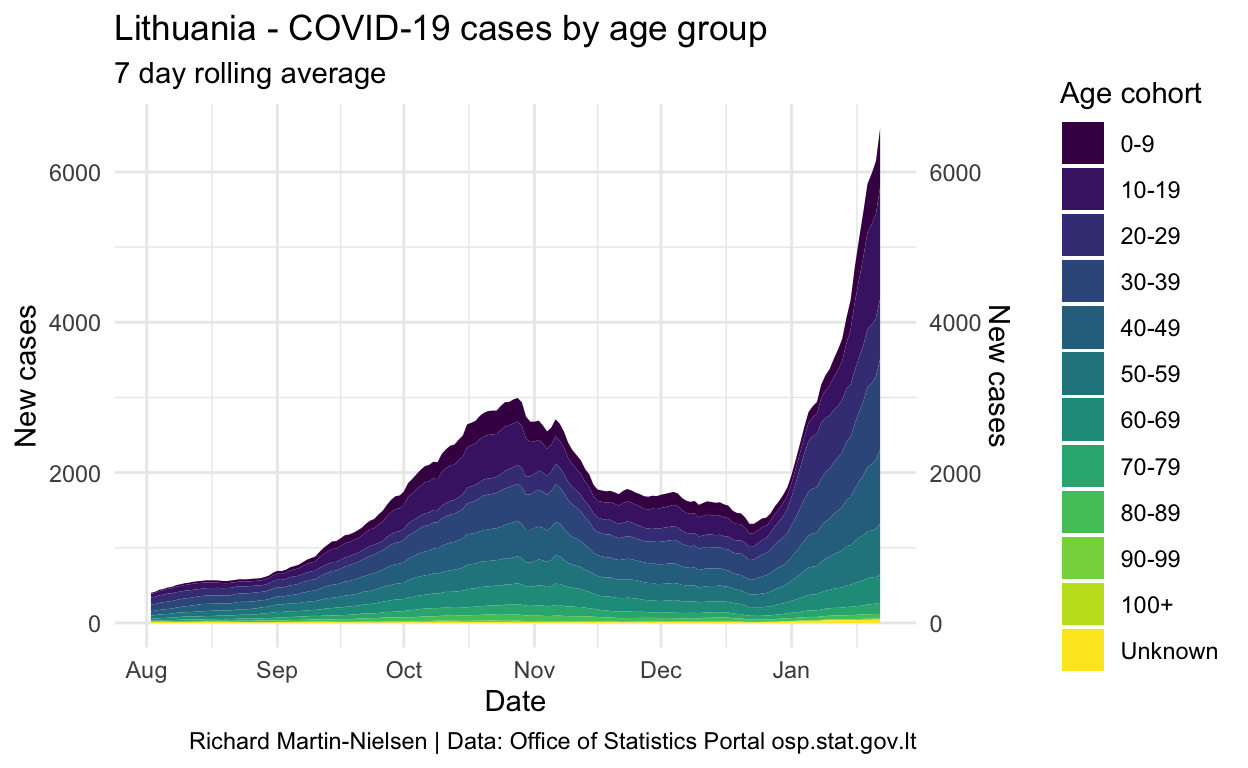 Lithuania - COVID-19 cases by age group
7 day rolling average
New cases
6000
4000
2000
0
6000
4000
2000
0
New cases
Aug Sep Oct Nov Dec Jan
Date
Age cohort
0-9
10-19
20-29
30-39
40-49
50-59
60-69
70-79
80-89
90-99
100+
Unknown
Richard Martin-Nielsen | Data: Office of Statistics Portal osp.stat.gov.lt